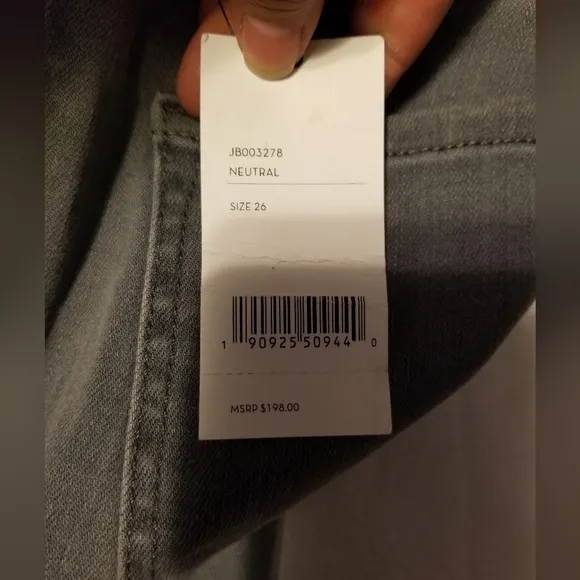 JB003278
NEUTRAL
SIZE 26
1 90925 50944 0
MSRP $198.00